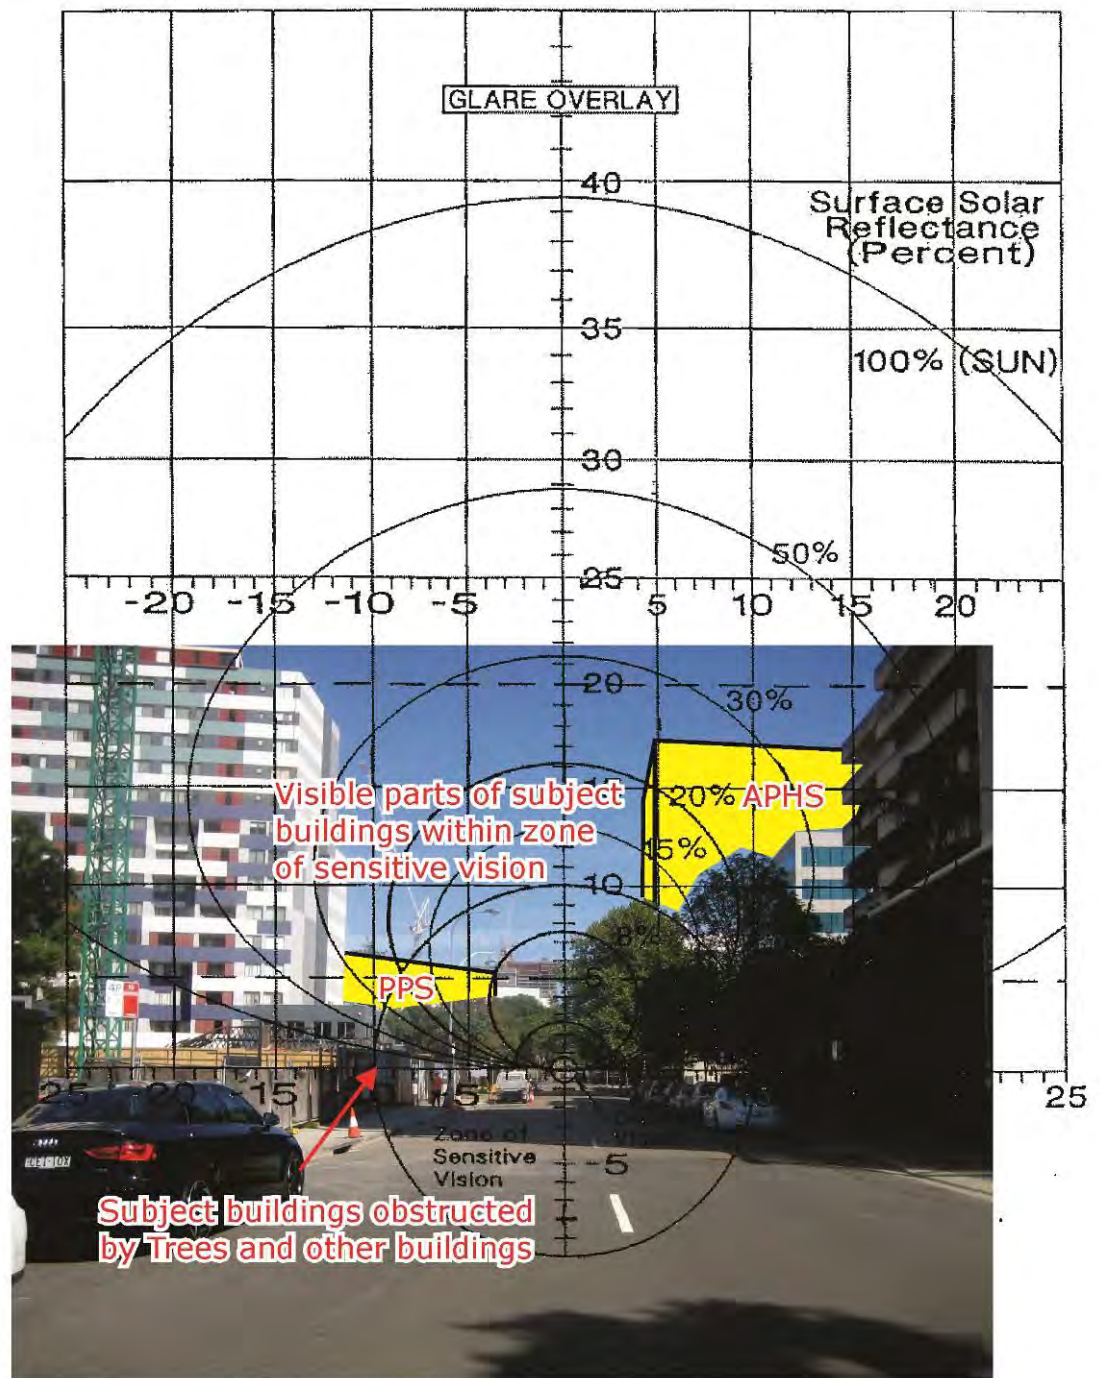 GLARE OVERLAY
40
Surface Solar
Reflectance
(Percent)
35
100% (SUN)
30
50%
25
-20 -15 -10 -5 5 10 15 20
20
30%
Visible parts of subject
buildings within zone
of sensitive vision
20% APHS
15%
10
8%
PPS
5
25 -20 -15 -5 25
Zone of
Sensitive
Vision
-5
Subject buildings obstructed
by Trees and other buildings